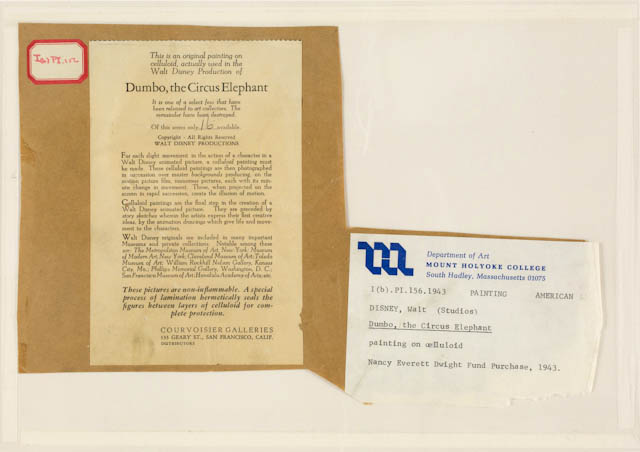 I(b) PI.152
This is an original painting on
celluloid, actually used in the
Walt Disney Production of
Dumbo, the Circus Elephant
It is one of a select few that have
been released to art collectors. The
remainder have been destroyed.
Of this series only 16 available.
Copyright - All Rights Reserved
WALT DISNEY PRODUCTIONS
For each slight movement in the action of a character in a
Walt Disney animated picture, a celluloid painting must
be made. These celluloids are then photographed
in succession over master backgrounds producing, on the
motion picture film, numerous pictures, each with its min-
ute change in movement. These, when projected on the
screen in rapid succession, create the illusion of motion.
Celluloid paintings are the final step in the creation of a
Walt Disney animated picture. They are preceded by
story sketches wherein the artists express their first creative
ideas, by the animation drawings which give life and move-
ment to the characters.
Walt Disney originals are included in many important
Museums and private collections. Notable among these
are: The Metropolitan Museum of Art, New York; Museum
of Modern Art, New York; Cleveland Museum of Art; Toledo
Museum of Art; William Rockhill Nelson Gallery, Kansas
City, Mo.; Phillips Memorial Gallery, Washington, D. C.;
San Francisco Museum of Art; Honolulu Academy of Arts, etc.
These pictures are non-inflammable. A special
process of lamination hermetically seals the
figures between layers of celluloid for com-
plete protection.
COURVOISIER GALLERIES
133 GEARY ST., SAN FRANCISCO, CALIF.
DISTRIBUTORS
Department of Art
MOUNT HOLYOKE COLLEGE
South Hadley, Massachusetts 01075
I(b).PI.156.1943 PAINTING AMERICAN
DISNEY, Walt (Studios)
Dumbo, the Circus Elephant
painting on celluloid
Nancy Everett Dwight Fund Purchase, 1943.